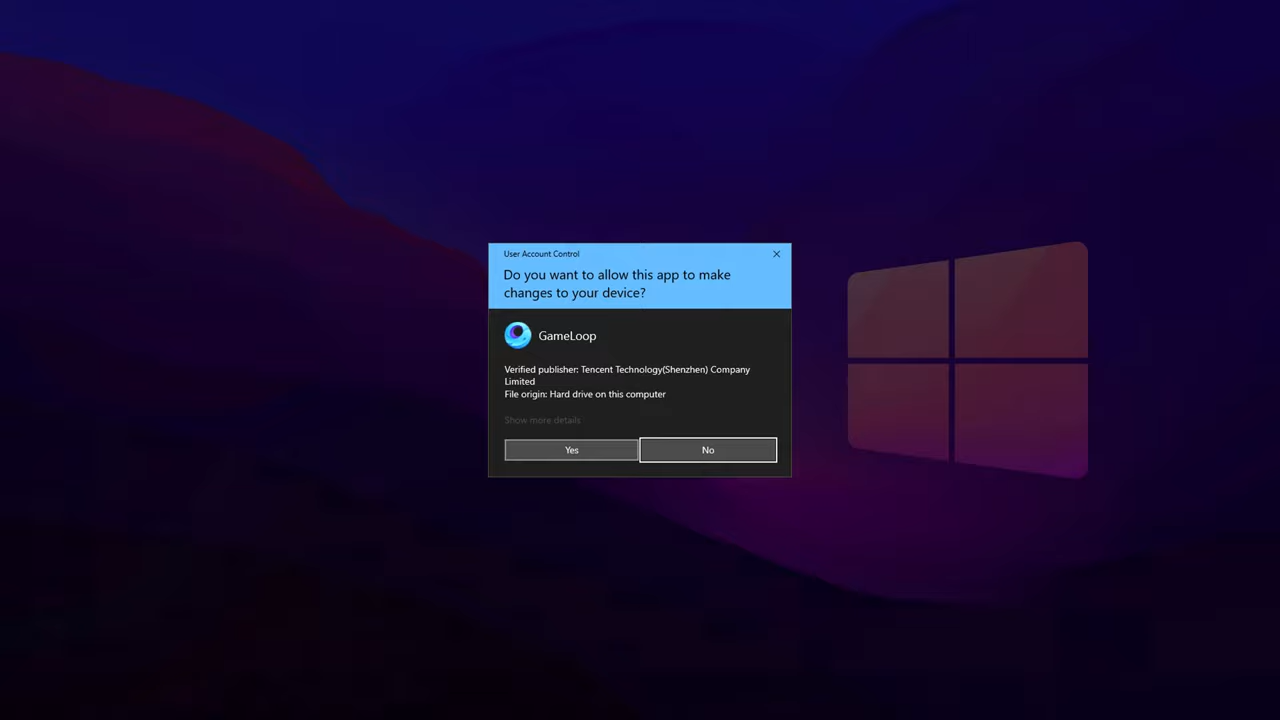 User Account Control
Do you want to allow this app to make
changes to your device?
GameLoop
Verified publisher: Tencent Technology(Shenzhen) Company
Limited
File origin: Hard drive on this computer
Show more details
Yes
No